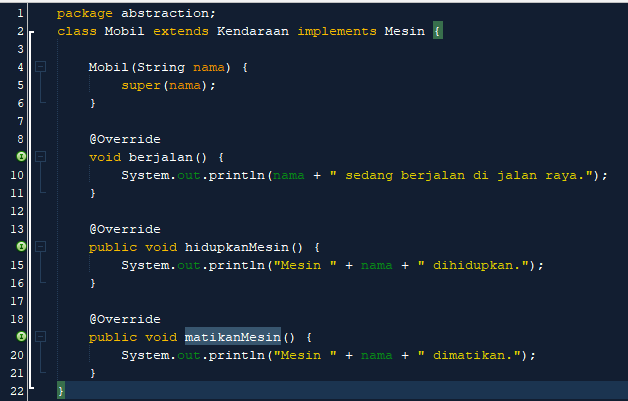 1 package abstraction;
2 class Mobil extends Kendaraan implements Mesin {
3
4 Mobil(String nama) {
5 super(nama);
6 }
7
8 @Override
void berjalan() {
10 System.out.println(nama + " sedang berjalan di jalan raya.");
11 }
12
13 @Override
public void hidupkanMesin() {
15 System.out.println("Mesin " + nama + " dihidupkan.");
16 }
17
18 @Override
public void matikanMesin() {
20 System.out.println("Mesin " + nama + " dimatikan.");
21 }
22 }